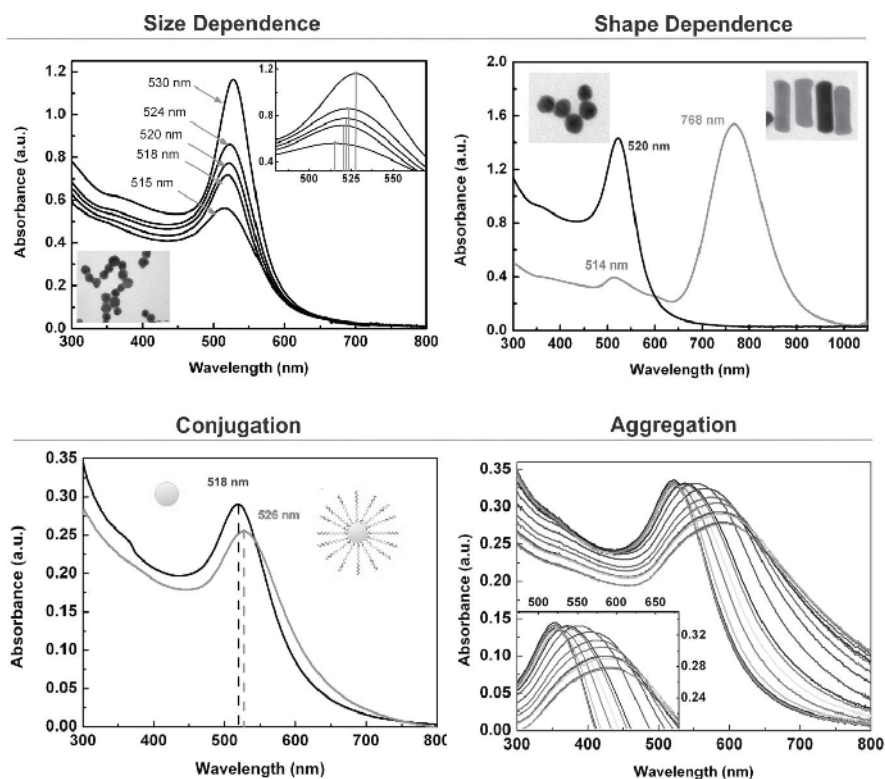 Size Dependence
Shape Dependence
530 nm
524 nm
520 nm
518 nm
515 nm
1.2
0.8
0.4
500 525 550
1.2
1.0
0.8
0.6
0.4
0.2
0.0
300 400 500 600 700 800
Absorbance (a.u.)
Wavelength (nm)
768 nm
520 nm
514 nm
2.0
1.6
1.2
0.8
0.4
0.0
300 400 500 600 700 800 900 1000
Absorbance (a.u.)
Wavelength (nm)
Conjugation
Aggregation
518 nm
526 nm
0.35
0.30
0.25
0.20
0.15
0.10
0.05
0.00
300 400 500 600 700 800
Absorbance (a.u.)
Wavelength (nm)
0.35
0.30
0.25
0.20
0.15
0.10
0.05
0.00
500 550 600 650
0.32
0.28
0.24
300 400 500 600 700 800
Absorbance (a.u.)
Wavelength (nm)